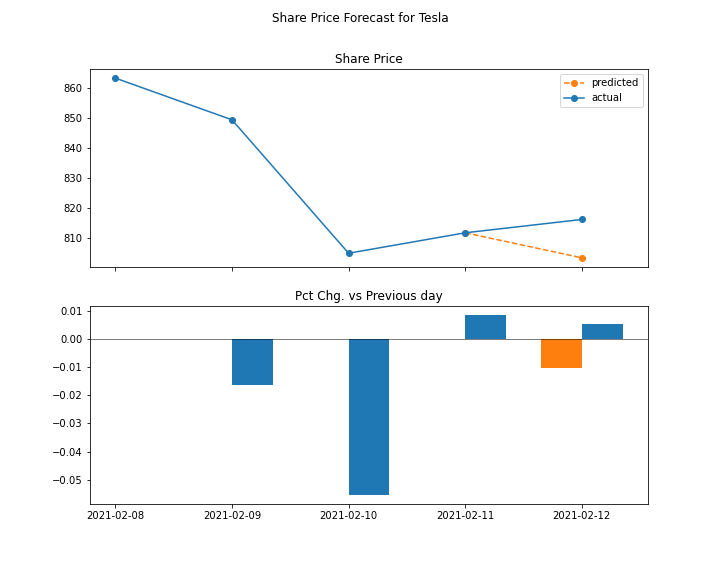 Share Price Forecast for Tesla
Share Price
predicted
actual
860
850
840
830
820
810
Pct Chg. vs Previous day
0.01
0.00
−0.01
−0.02
−0.03
−0.04
−0.05
2021-02-08 2021-02-09 2021-02-10 2021-02-11 2021-02-12